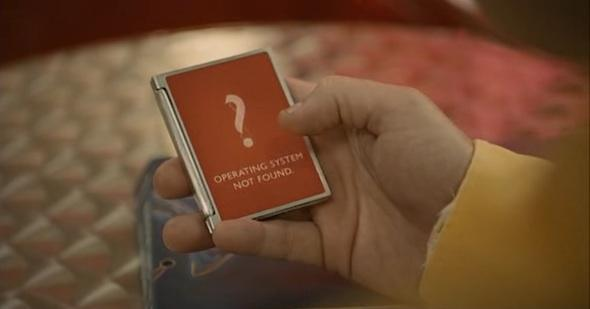 ?
OPERATING SYSTEM
NOT FOUND.